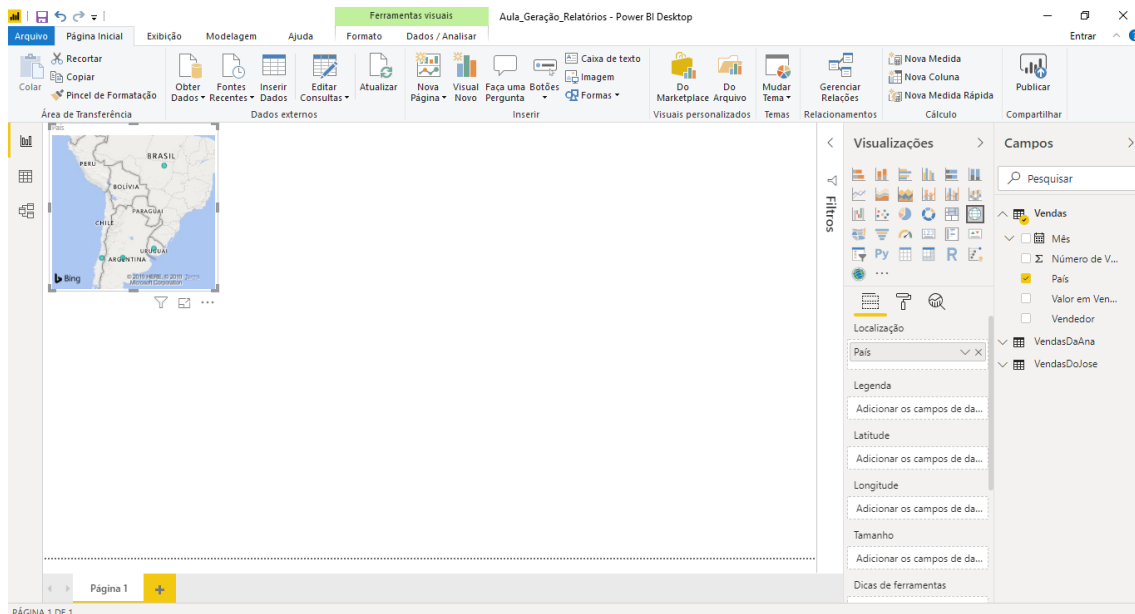 Ferramentas visuais
Aula_Geração_Relatórios - Power BI Desktop
Arquivo
Página Inicial
Exibição
Modelagem
Ajuda
Formato
Dados / Analisar
Entrar
Colar
Recortar
Copiar
Pincel de Formatação
Área de Transferência
Obter Dados
Fontes Recentes
Inserir Dados
Editar Consultas
Atualizar
Dados externos
Nova Página
Visual Novo
Faça uma Pergunta
Botões
Caixa de texto
Imagem
Formas
Inserir
Do Marketplace
Do Arquivo
Visuais personalizados
Mudar Tema
Temas
Gerenciar Relações
Relacionamentos
Nova Medida
Nova Coluna
Nova Medida Rápida
Cálculo
Publicar
Compartilhar
País
BRASIL
PERU
BOLÍVIA
PARAGUAI
CHILE
URUGUAI
ARGENTINA
Bing
© 2019 HERE, © 2019
Microsoft Corporation
Filtros
Visualizações
Py
R
Localização
País
Legenda
Adicionar os campos de da...
Latitude
Adicionar os campos de da...
Longitude
Adicionar os campos de da...
Tamanho
Adicionar os campos de da...
Dicas de ferramentas
Campos
Pesquisar
Vendas
Mês
Σ Número de V...
País
Valor em Ven...
Vendedor
VendasDaAna
VendasDoJose
Página 1
PÁGINA 1 DE 1